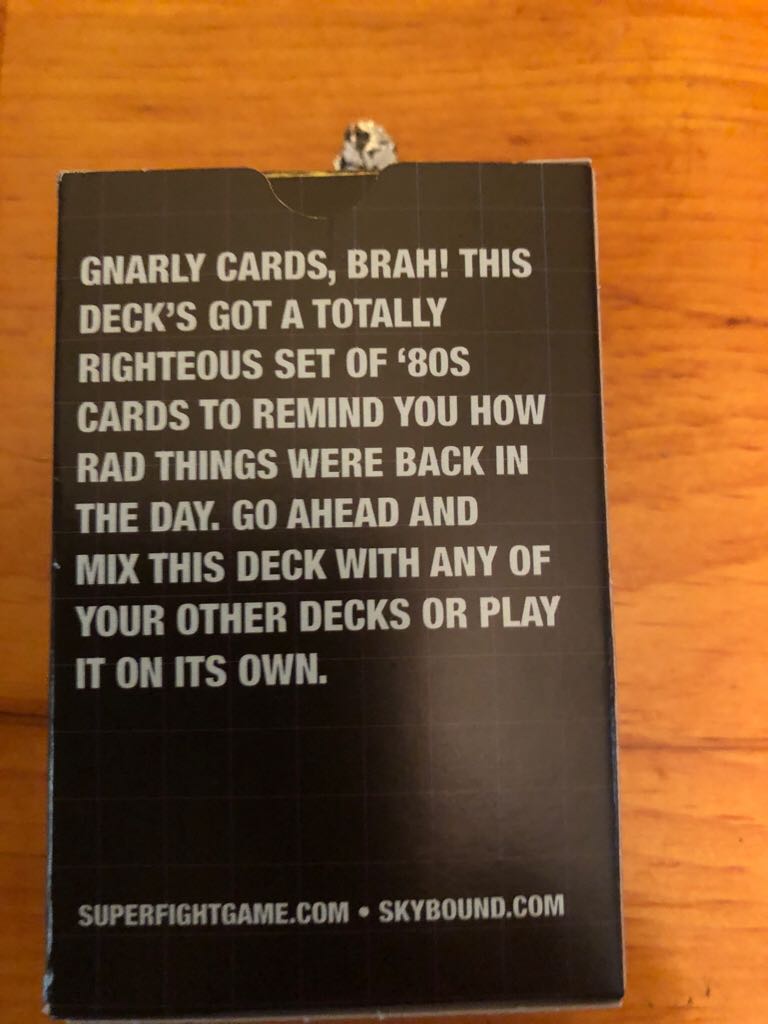 GNARLY CARDS, BRAH! THIS
DECK'S GOT A TOTALLY
RIGHTEOUS SET OF ‘80S
CARDS TO REMIND YOU HOW
RAD THINGS WERE BACK IN
THE DAY. GO AHEAD AND
MIX THIS DECK WITH ANY OF
YOUR OTHER DECKS OR PLAY
IT ON ITS OWN.
SUPERFIGHTGAME.COM • SKYBOUND.COM